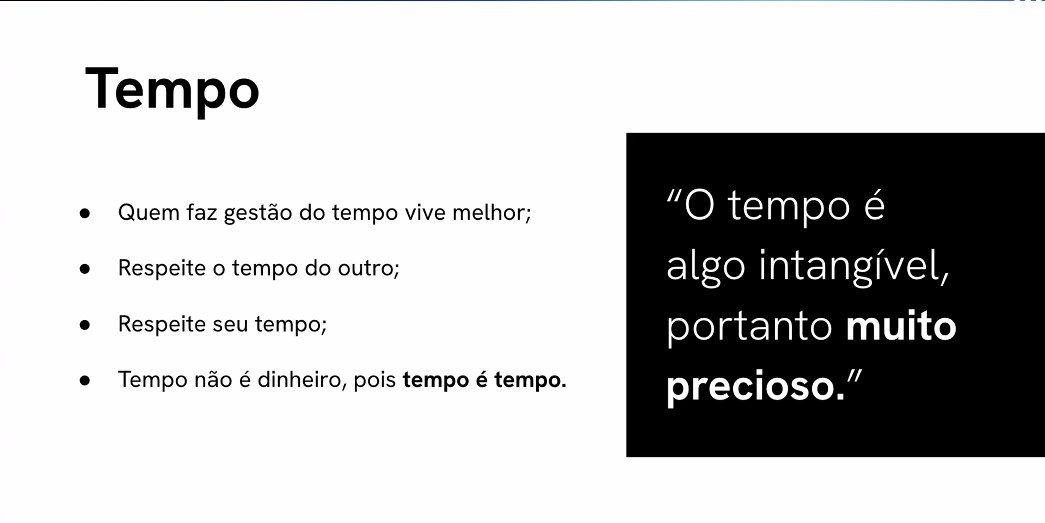 Tempo
● Quem faz gestão do tempo vive melhor;
● Respeite o tempo do outro;
● Respeite seu tempo;
● Tempo não é dinheiro, pois tempo é tempo.
“O tempo é
algo intangível,
portanto muito
precioso.”